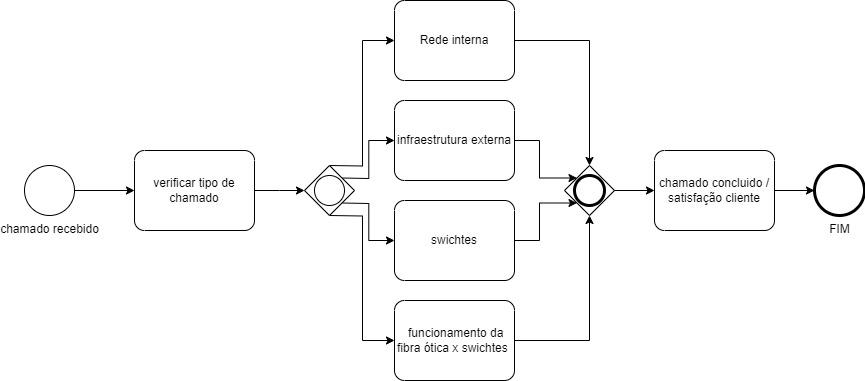 chamado recebido
verificar tipo de
chamado
Rede interna
infraestrutura externa
swichtes
funcionamento da
fibra ótica x swichtes
chamado concluido /
satisfação cliente
FIM